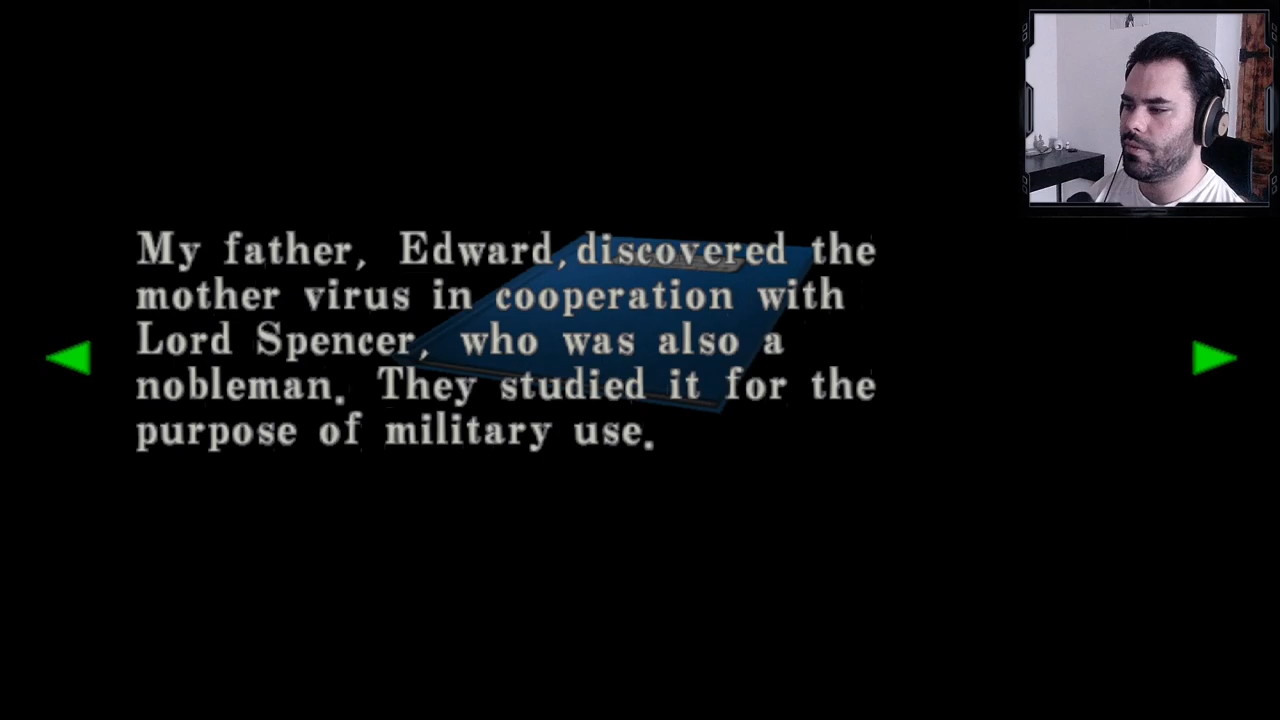 My father, Edward,discovered the
mother virus in cooperation with
Lord Spencer, who was also a
nobleman. They studied it for the
purpose of military use.